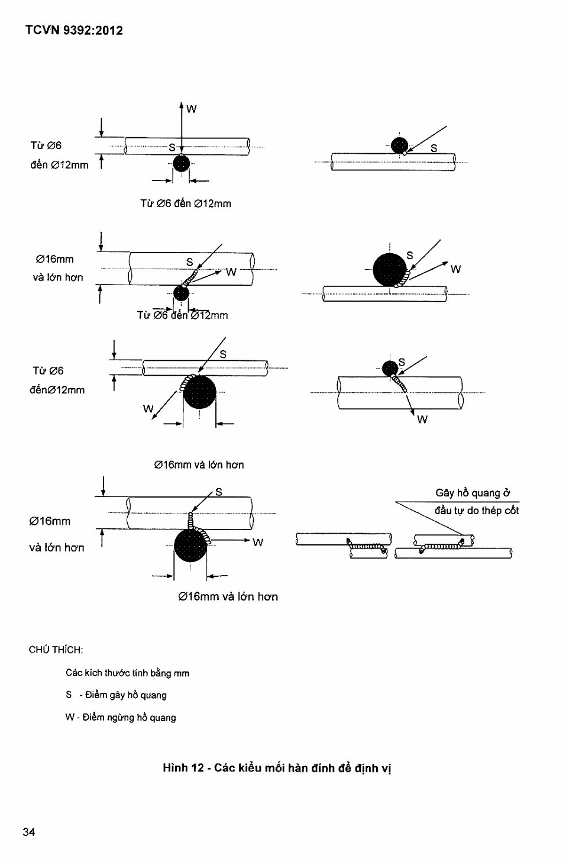 TCVN 9392:2012
W
Từ Ø6
S
S
đến Ø12mm
Từ Ø6 đến Ø12mm
Ø16mm
S
S
và lớn hơn
W
W
Từ Ø6 đến Ø12mm
S
Từ Ø6
S
đếnØ12mm
W
W
Ø16mm và lớn hơn
S
Gây hồ quang ở
đầu tự do thép cốt
Ø16mm
và lớn hơn
W
Ø16mm và lớn hơn
CHÚ THÍCH:
Các kích thước tính bằng mm
S - Điểm gây hồ quang
W - Điểm ngừng hồ quang
Hình 12 - Các kiểu mối hàn đính để định vị
34